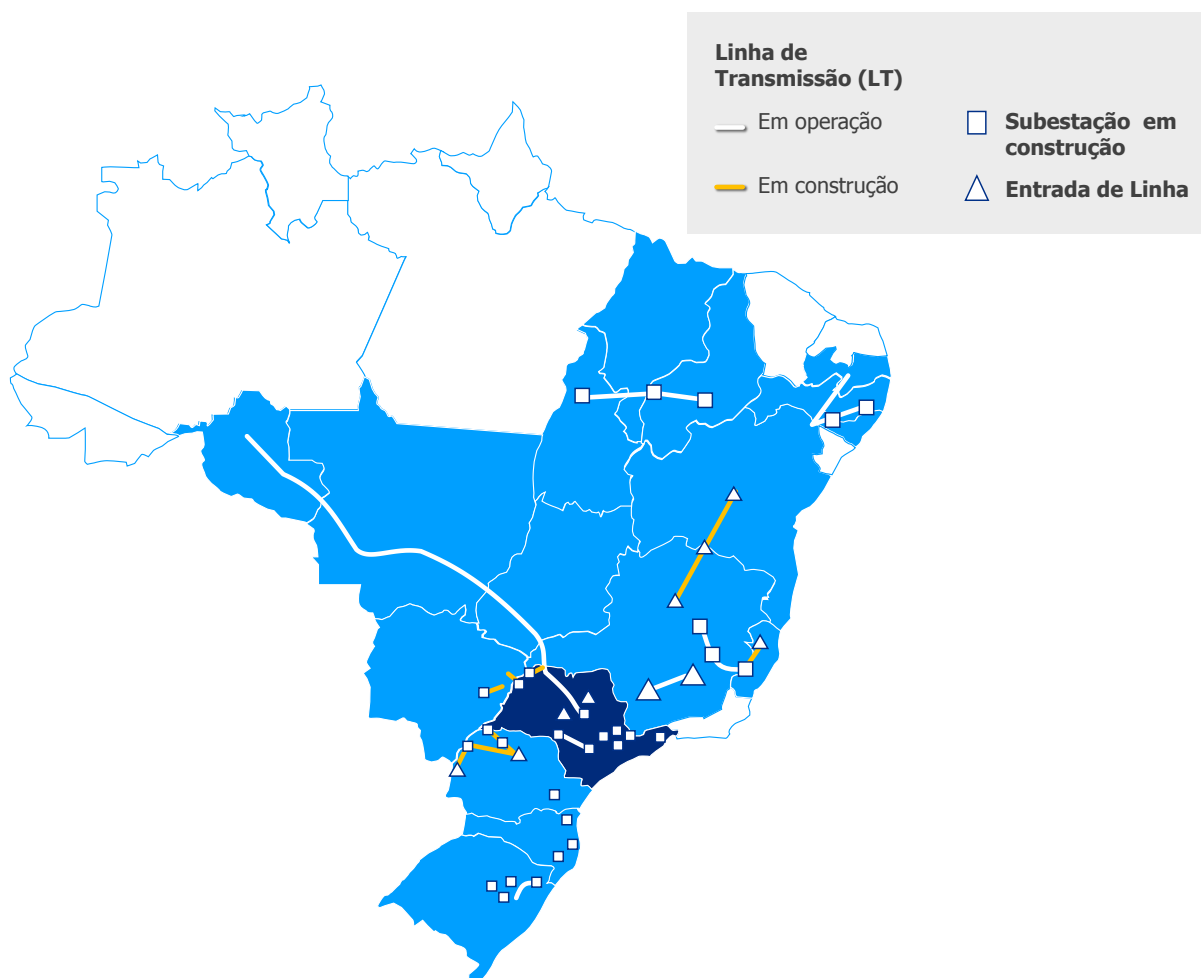 Linha de
Transmissão (LT)
Em operação
Em construção
Subestação em
construção
Entrada de Linha